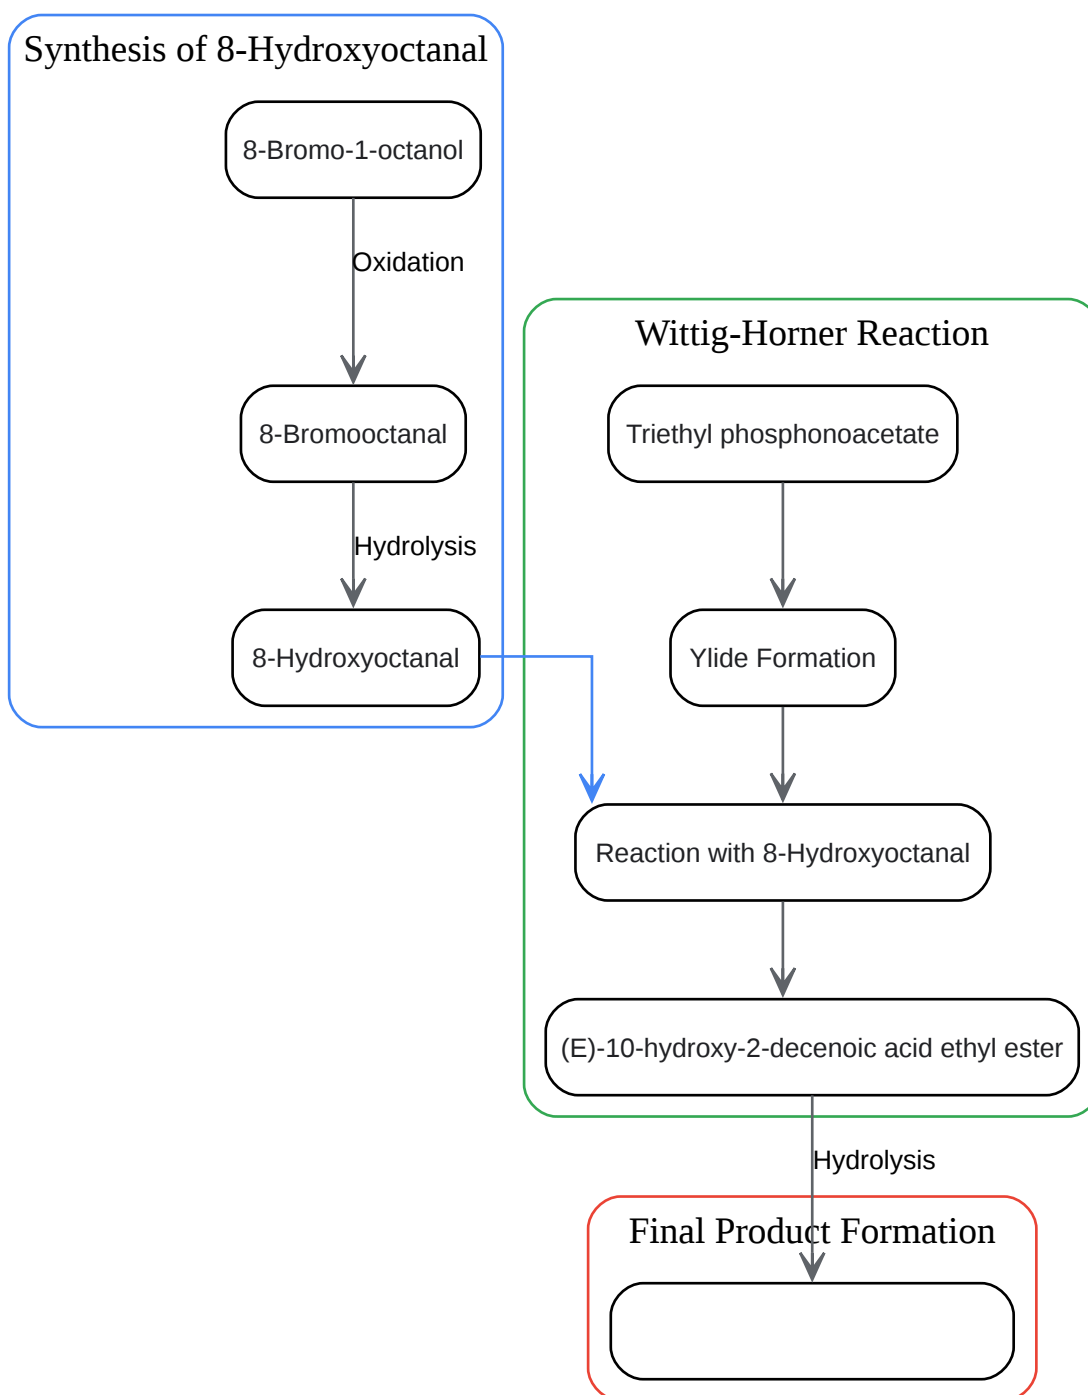 Synthesis of 8-Hydroxyoctanal
8-Bromo-1-octanol
Oxidation
8-Bromooctanal
Hydrolysis
8-Hydroxyoctanal
Wittig-Horner Reaction
Triethyl phosphonoacetate
Ylide Formation
Reaction with 8-Hydroxyoctanal
(E)-10-hydroxy-2-decenoic acid ethyl ester
Hydrolysis
Final Product Formation